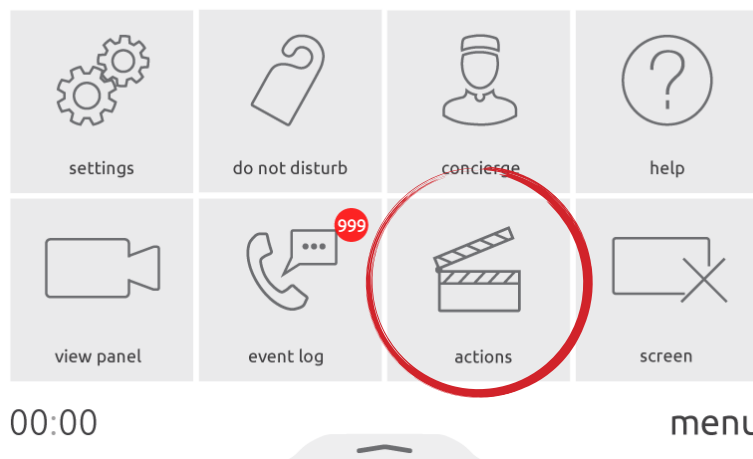 settings
do not disturb
concierge
help
999
view panel
event log
actions
screen
00:00
menu